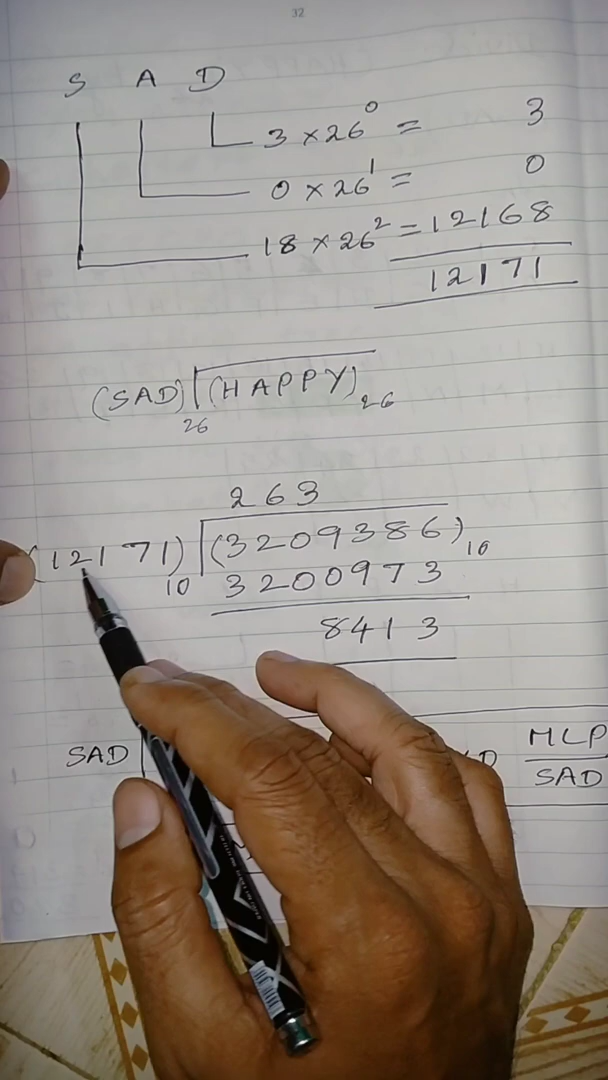 32
S A D
3 × 26⁰ = 3
0 × 26¹ = 0
18 × 26² = 12168
12171
(SAD)₂₆ (HAPPY)₂₆
263
(12171)₁₀ (3209386)₁₀
3200973
8413
SAD MLP
SAD